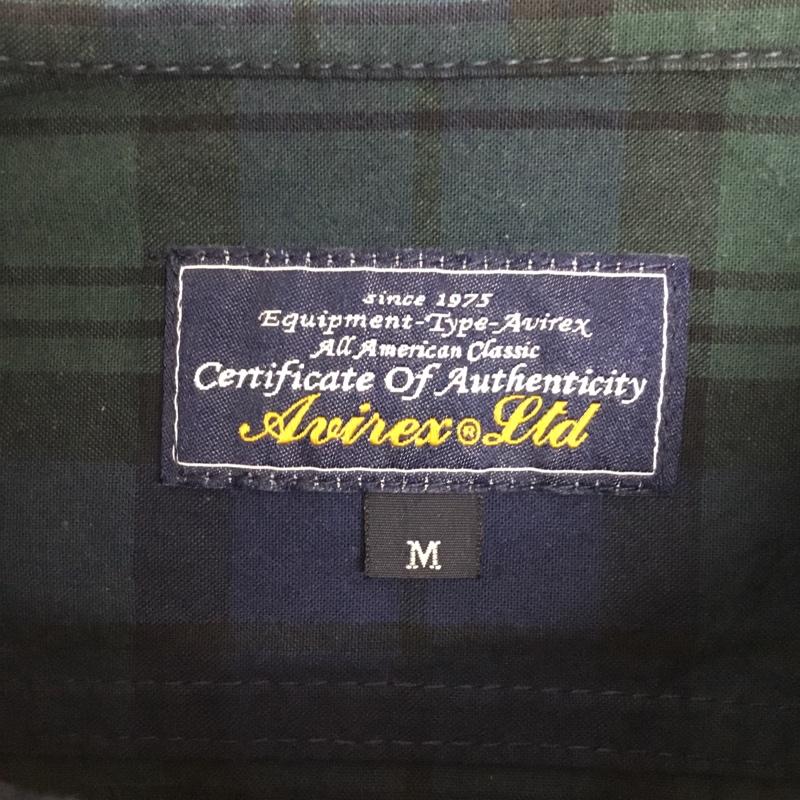 since 1975
Equipment-Type-Avirex
All American Classic
Certificate Of Authenticity
Avirex®Ltd
M